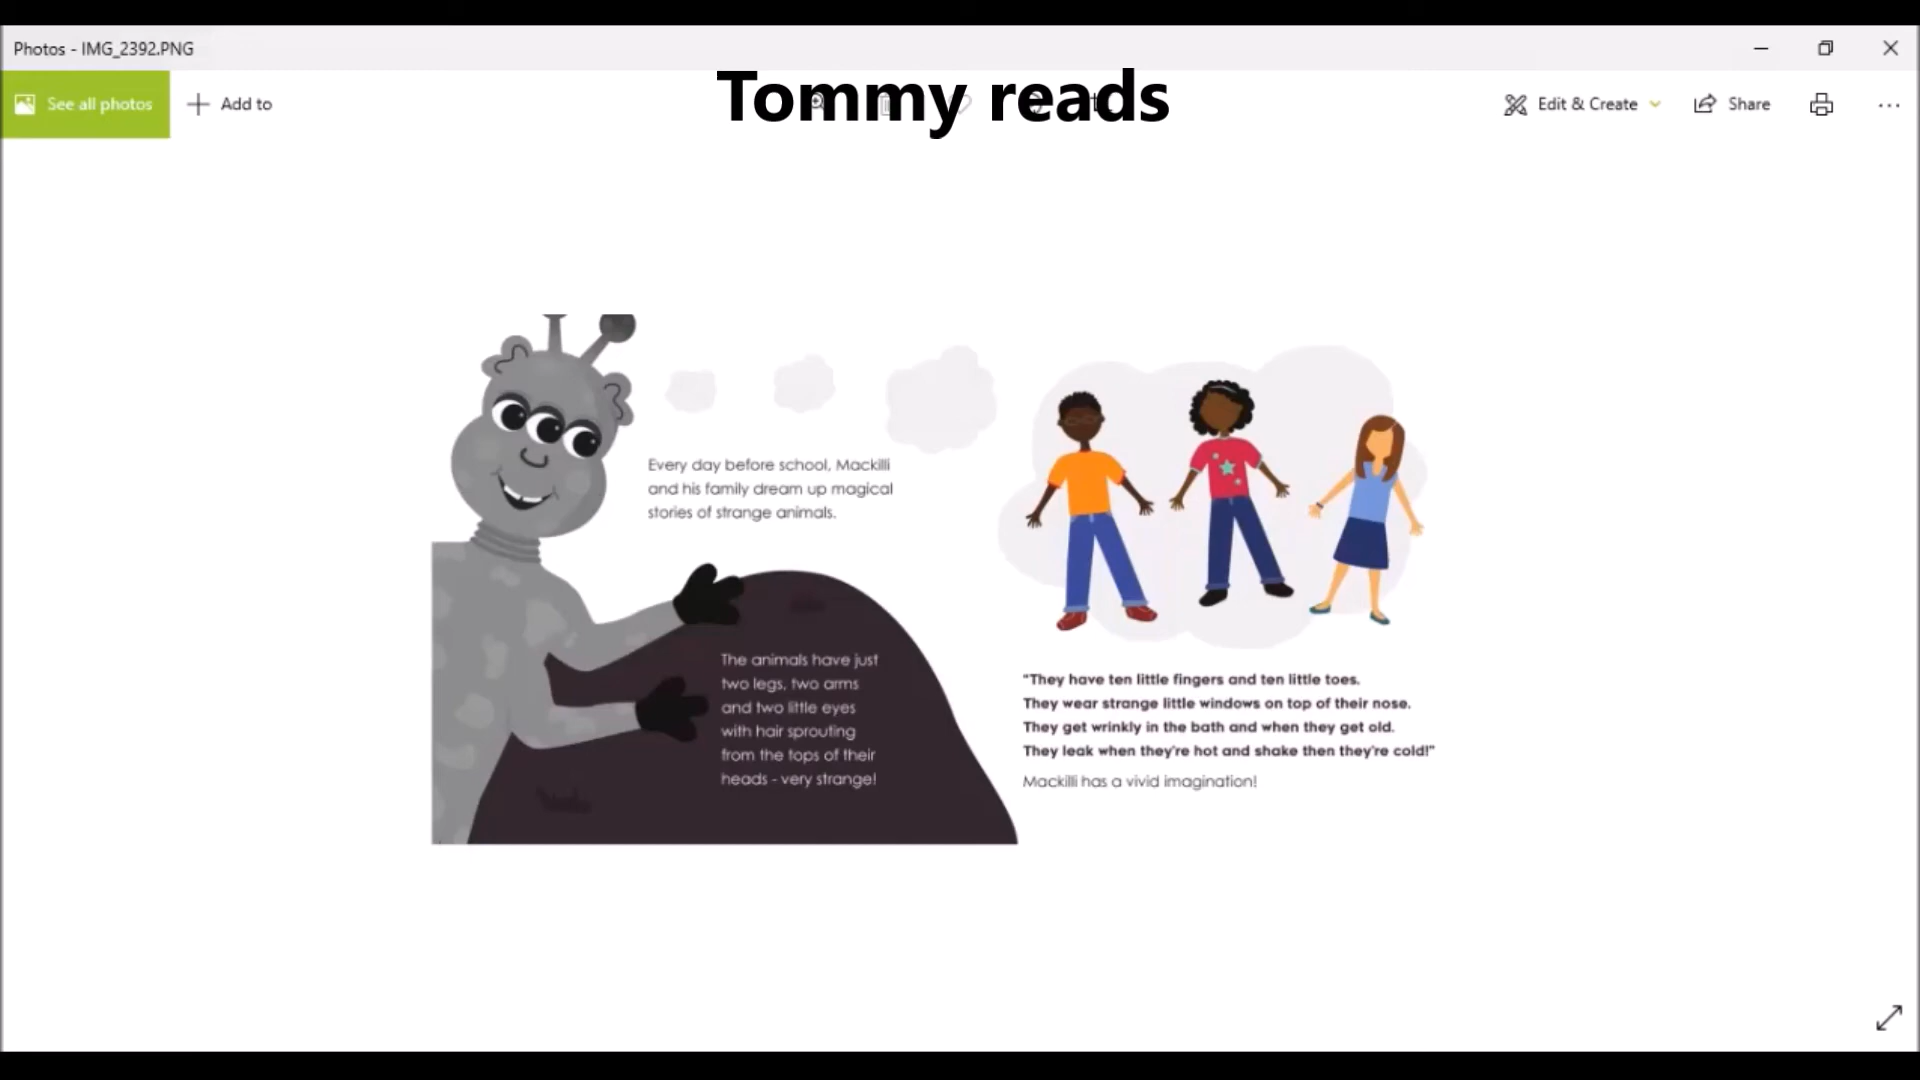 Photos - IMG_2392.PNG
See all photos
Add to
Tommy reads
Edit & Create
Share
Every day before school, Mackilli
and his family dream up magical
stories of strange animals.
The animals have just
two legs, two arms
and two little eyes
with hair sprouting
from the tops of their
heads - very strange!
"They have ten little fingers and ten little toes.
They wear strange little windows on top of their nose.
They get wrinkly in the bath and when they get old.
They leak when they're hot and shake then they're cold!"
Mackilli has a vivid imagination!